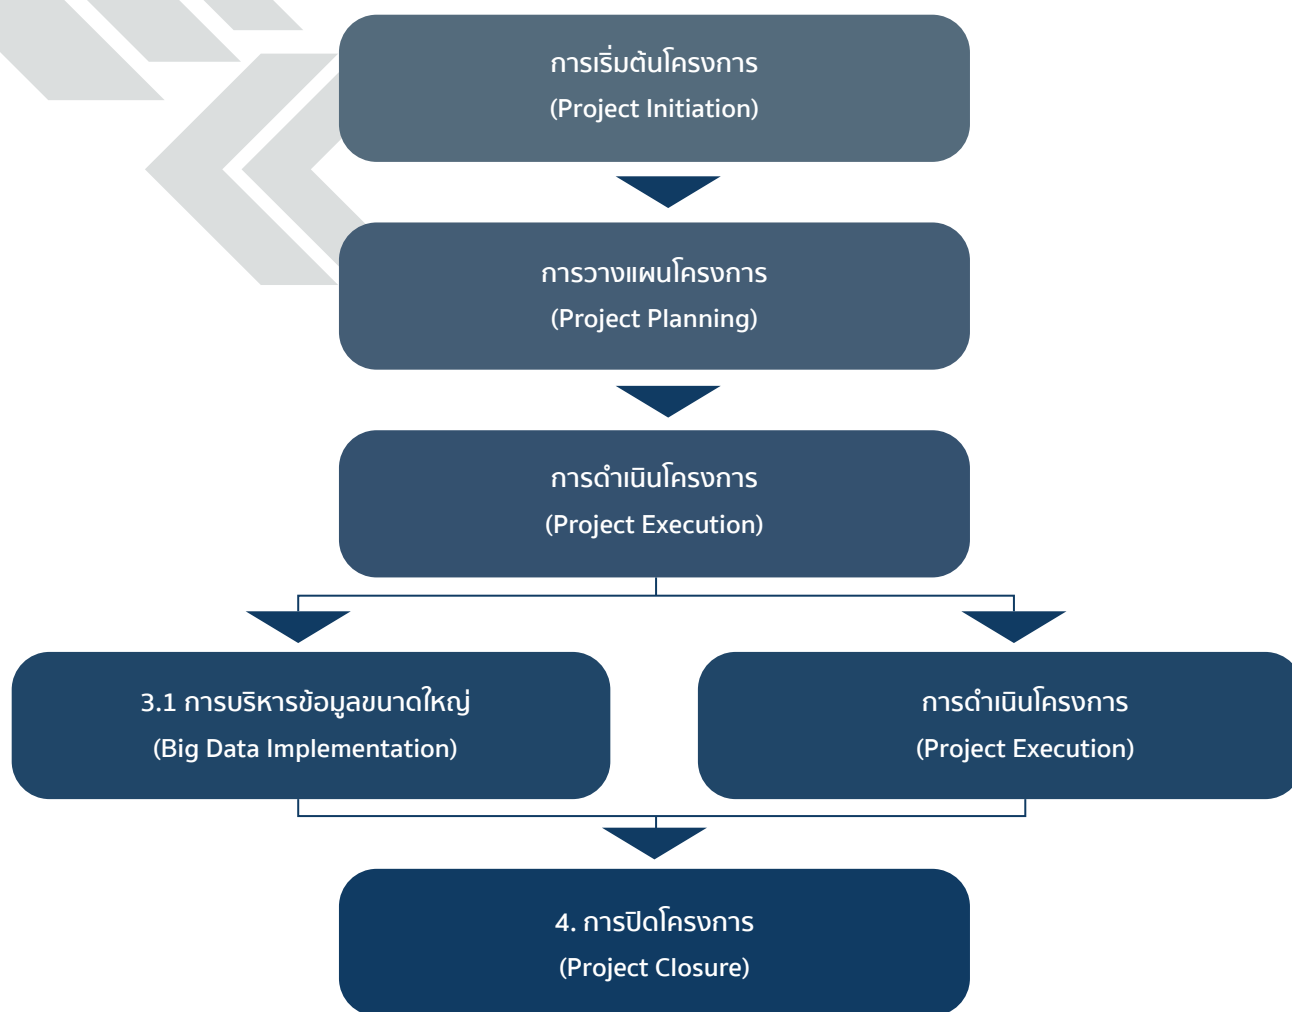 การเริ่มต้นโครงการ
(Project Initiation)
การวางแผนโครงการ
(Project Planning)
การดำเนินโครงการ
(Project Execution)
3.1 การบริหารข้อมูลขนาดใหญ่
(Big Data Implementation)
การดำเนินโครงการ
(Project Execution)
4. การปิดโครงการ
(Project Closure)